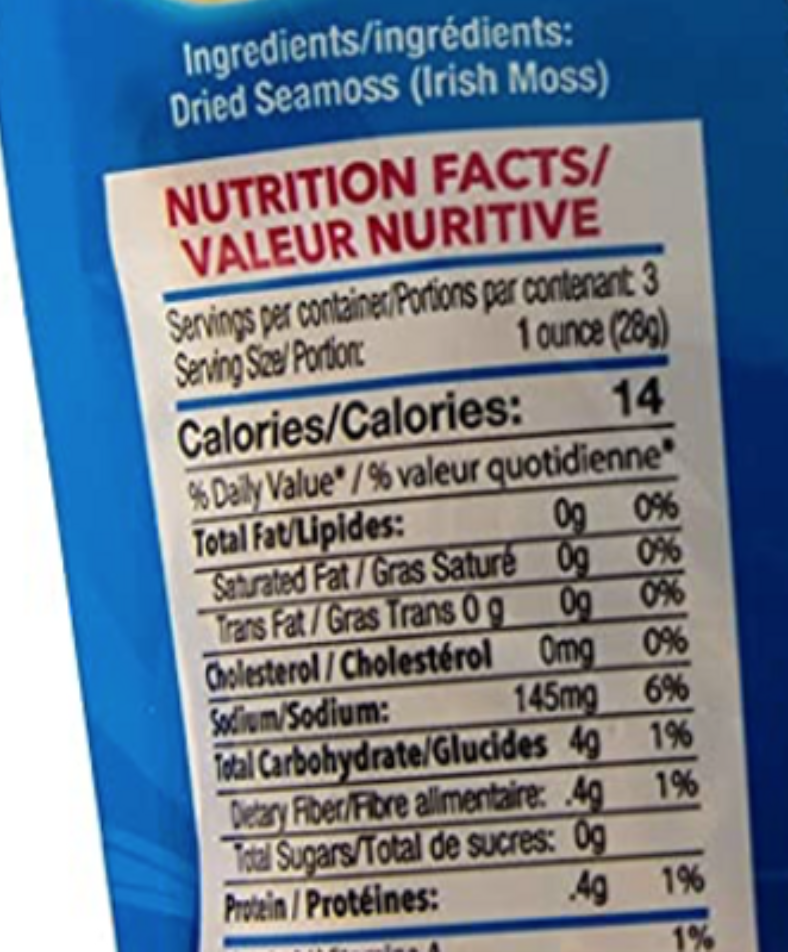 Ingredients/ingrédients:
Dried Seamoss (Irish Moss)
NUTRITION FACTS/
VALEUR NURITIVE
Servings per container/Portions par contenant: 3
Serving Size/ Portion: 1 ounce (28g)
Calories/Calories: 14
% Daily Value* / % valeur quotidienne*
Total Fat/Lipides: 0g 0%
Saturated Fat / Gras Saturé 0g 0%
Trans Fat / Gras Trans 0 g 0g 0%
Cholesterol / Cholestérol 0mg 0%
Sodium/Sodium: 145mg 6%
Total Carbohydrate/Glucides 4g 1%
Dietary Fiber/Fibre alimentaire: .4g 1%
Total Sugars/Total de sucres: 0g
Protein / Protéines: .4g 1%
1%